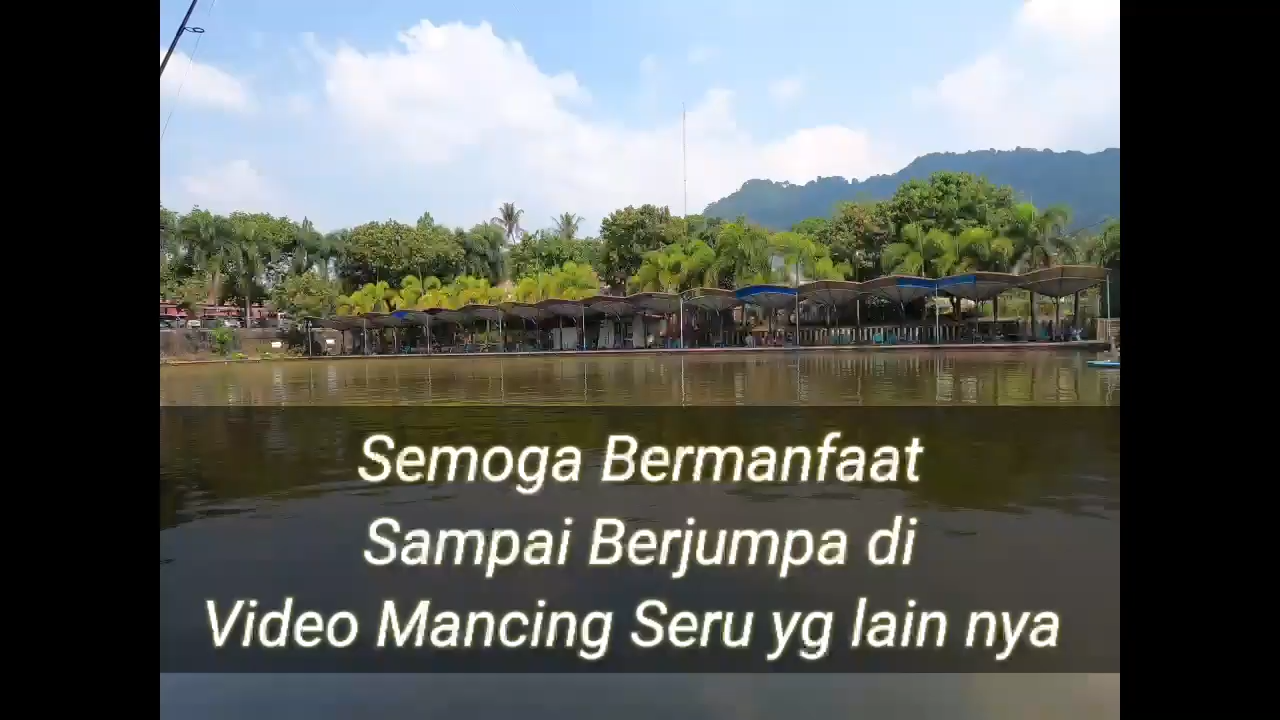 Semoga Bermanfaat
Sampai Berjumpa di
Video Mancing Seru yg lain nya